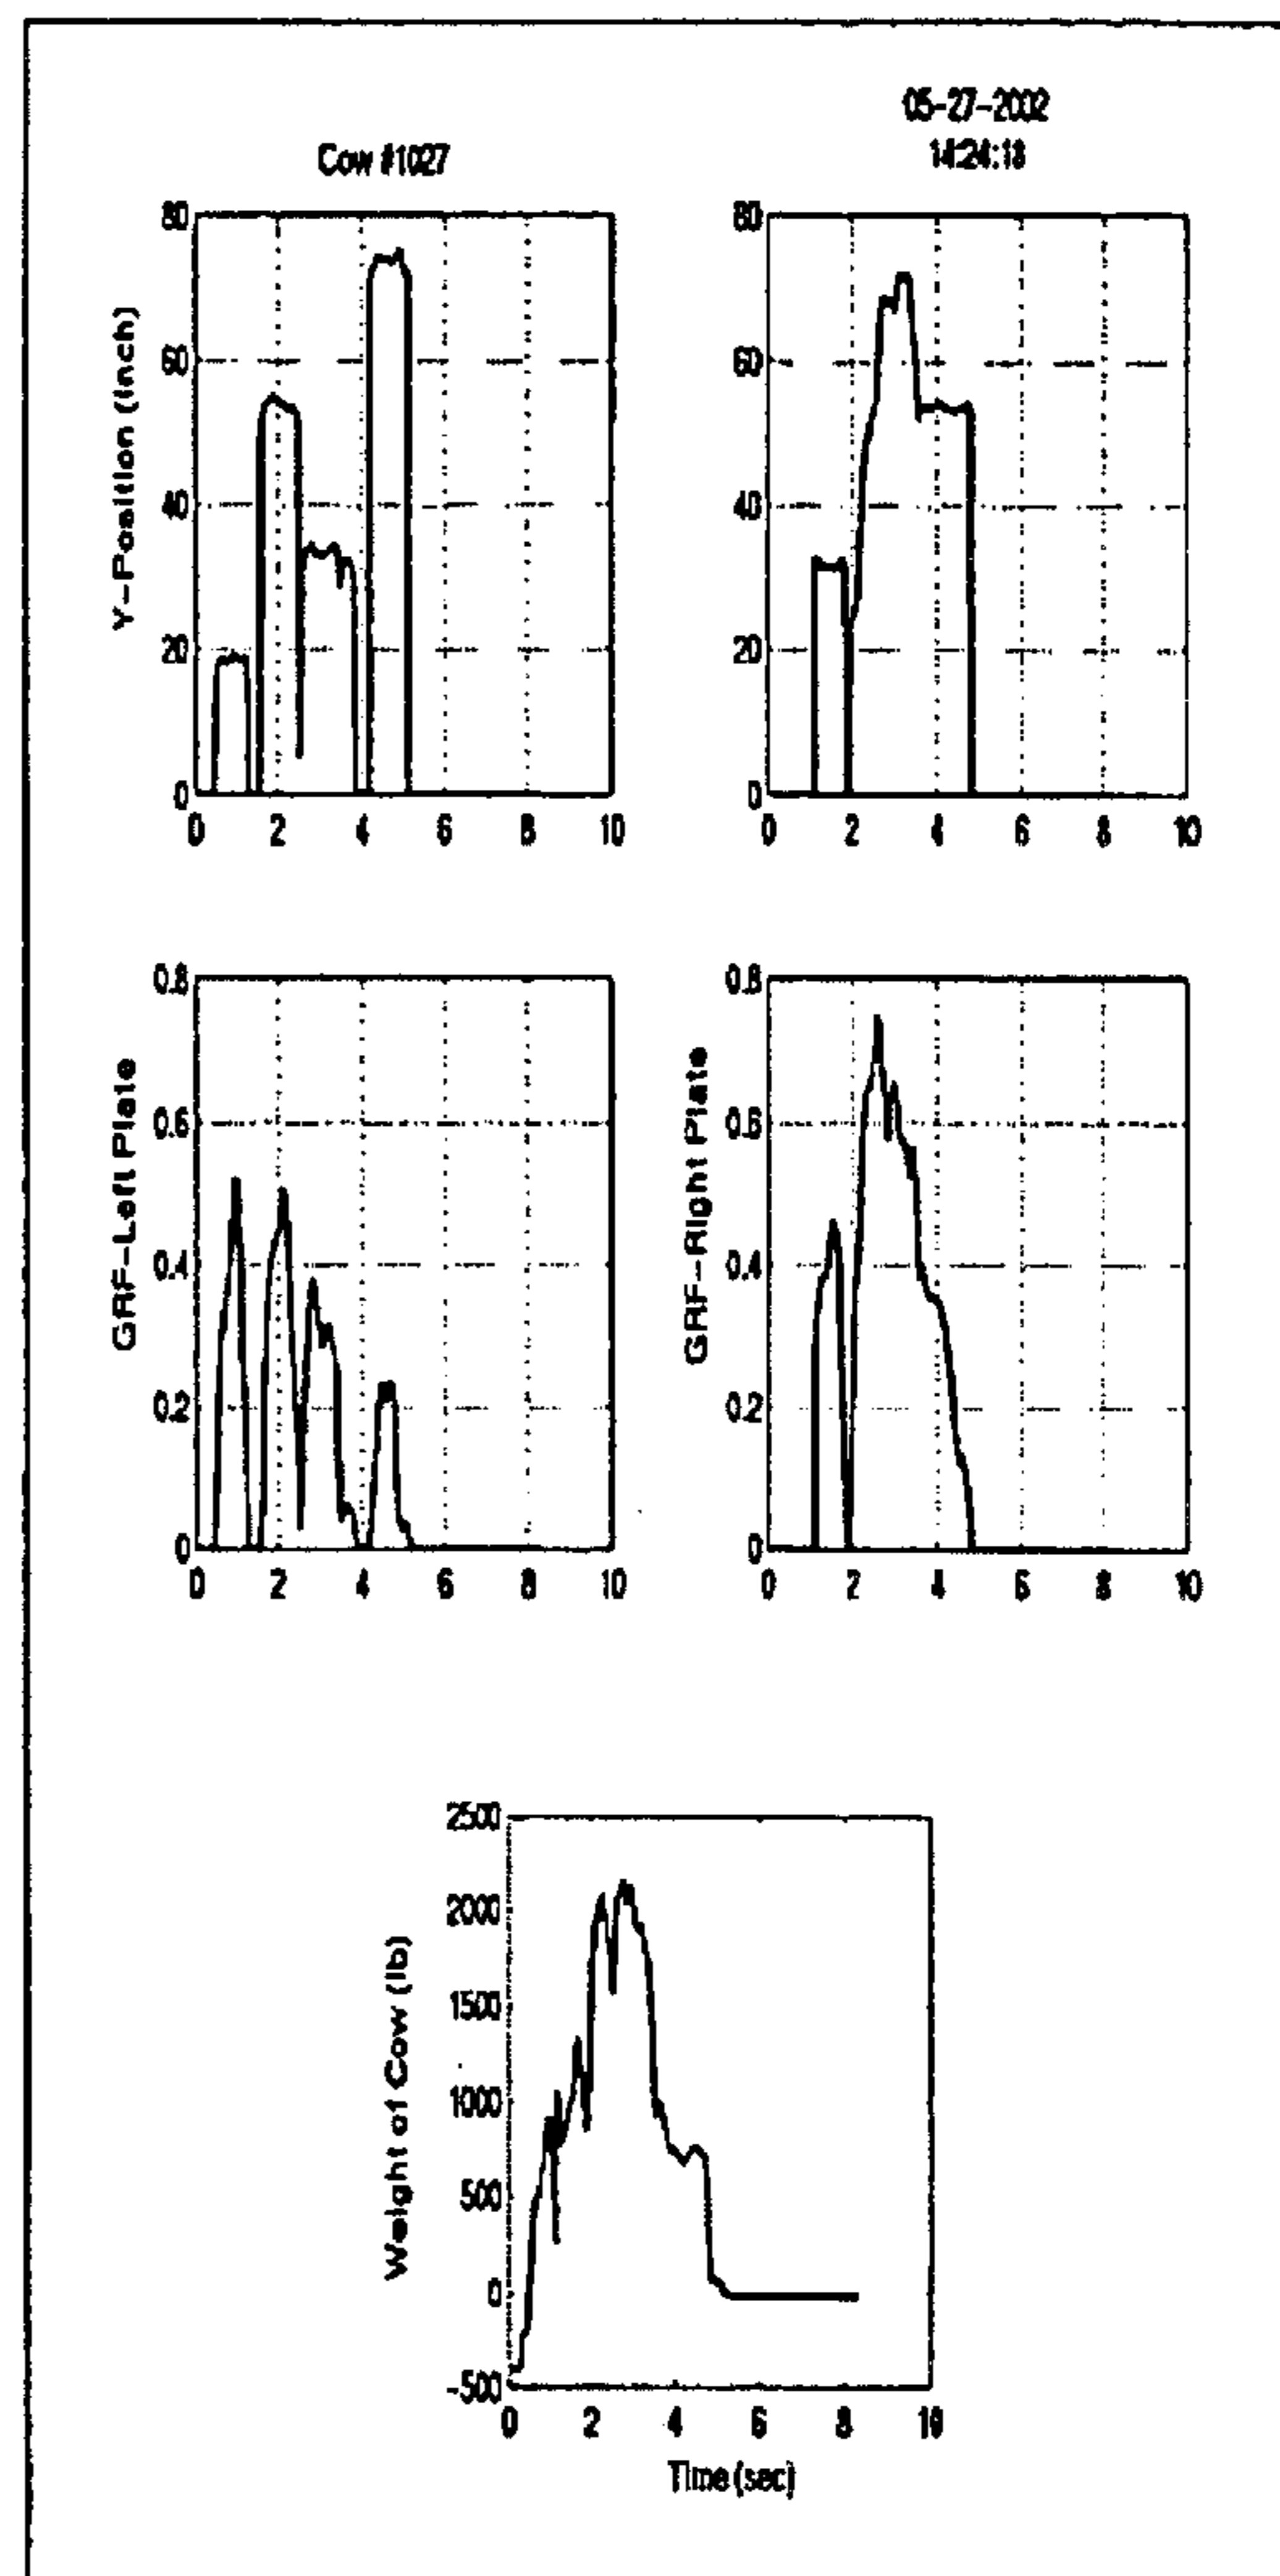 05-27-2002
Cow #1027
14:24:18
Y-Position (inch)
80
60
40
20
0
0 2 4 6 8 10
80
60
40
20
0
0 2 4 6 8 10
GRF-Left Plate
0.8
0.6
0.4
0.2
0
0 2 4 6 8 10
GRF-Right Plate
0.8
0.6
0.4
0.2
0
0 2 4 6 8 10
Weight of Cow (lb)
2500
2000
1500
1000
500
0
-500
0 2 4 6 8 10
Time (sec)